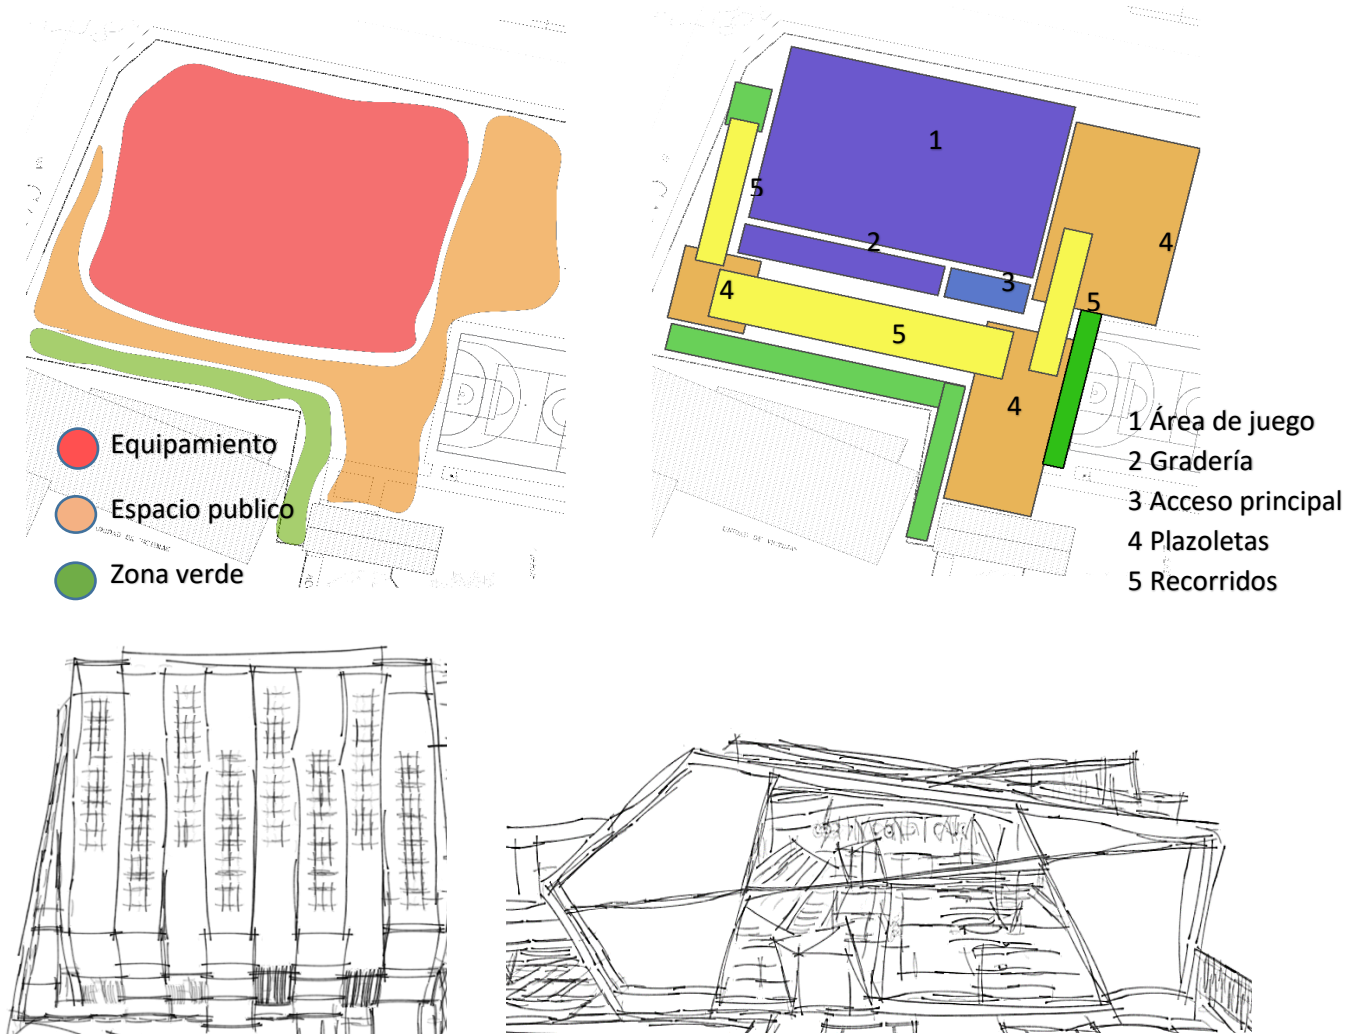 1
5
2
4
3
4
5
5
4
Equipamiento
Espacio publico
Zona verde
1 Área de juego
2 Gradería
3 Acceso principal
4 Plazoletas
5 Recorridos